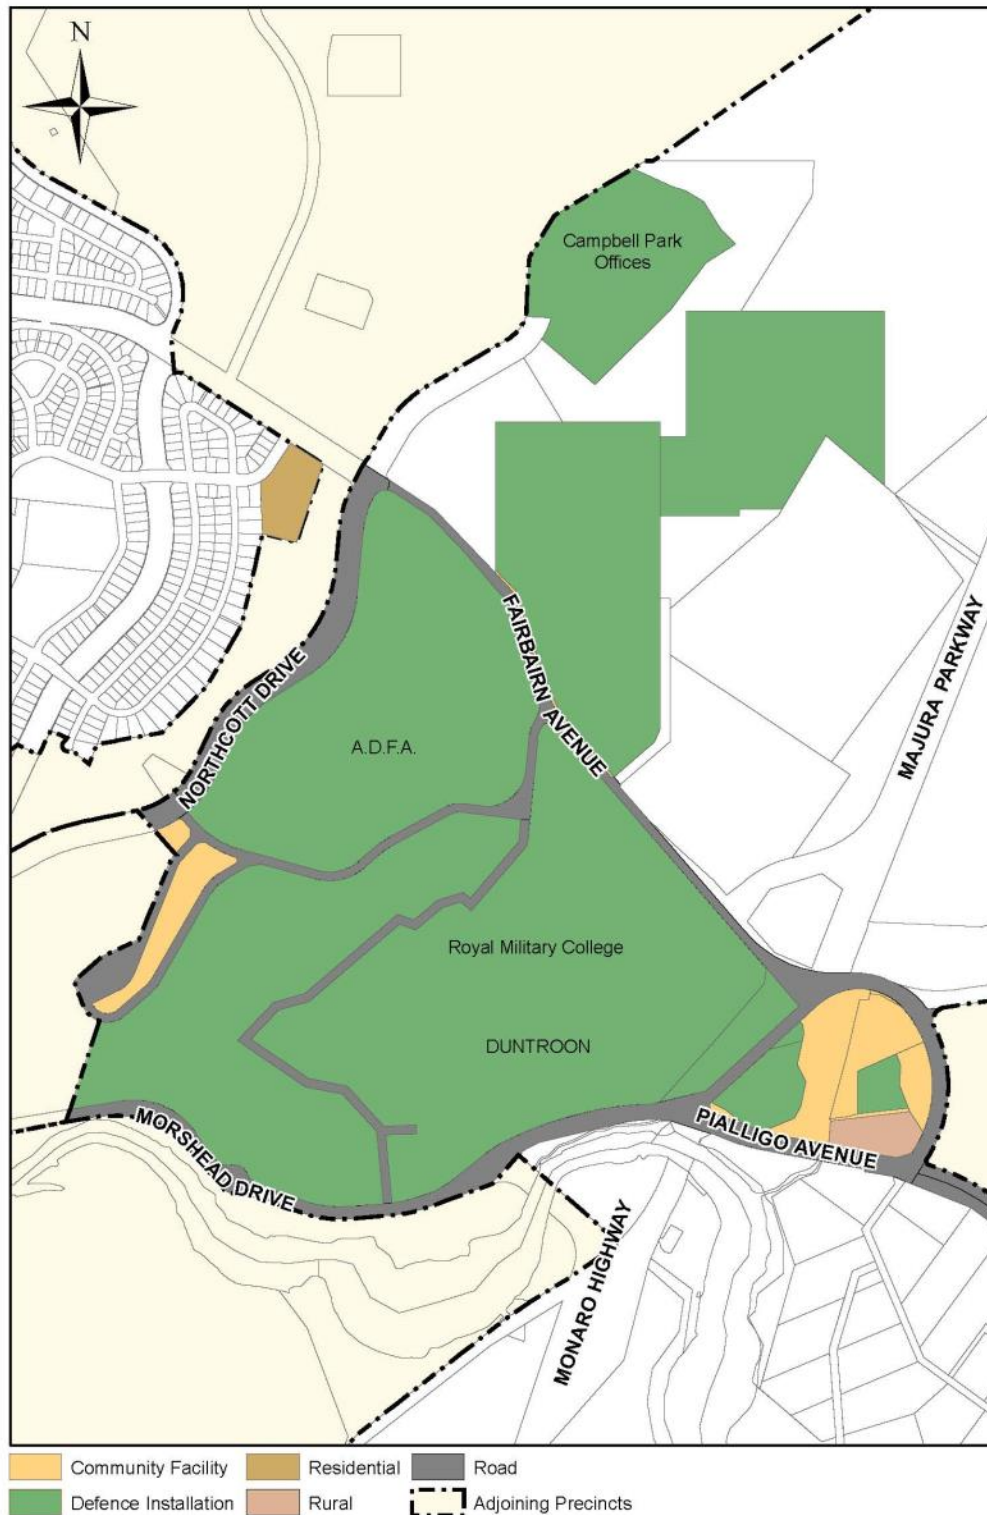 N
Campbell Park
Offices
FAIRBAIRN AVENUE
MAJURA PARKWAY
NORTHCOTT DRIVE
A.D.F.A.
Royal Military College
DUNTROON
MORSHEAD DRIVE
PIALLIGO AVENUE
MONARO HIGHWAY
Community Facility
Residential
Road
Defence Installation
Rural
Adjoining Precincts